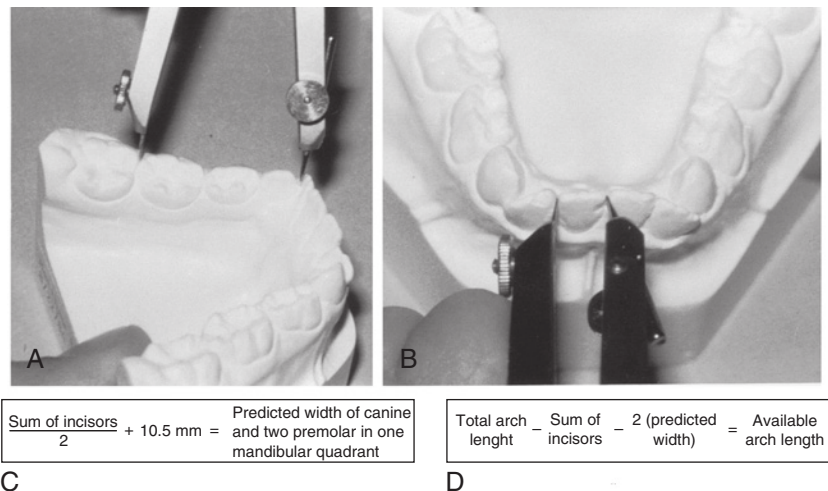 A
B
Sum of incisors
2
+ 10.5 mm =
Predicted width of canine
and two premolar in one
mandibular quadrant
Total arch
lenght
–
Sum of
incisors
–
2 (predicted
width)
=
Available
arch length
C
D